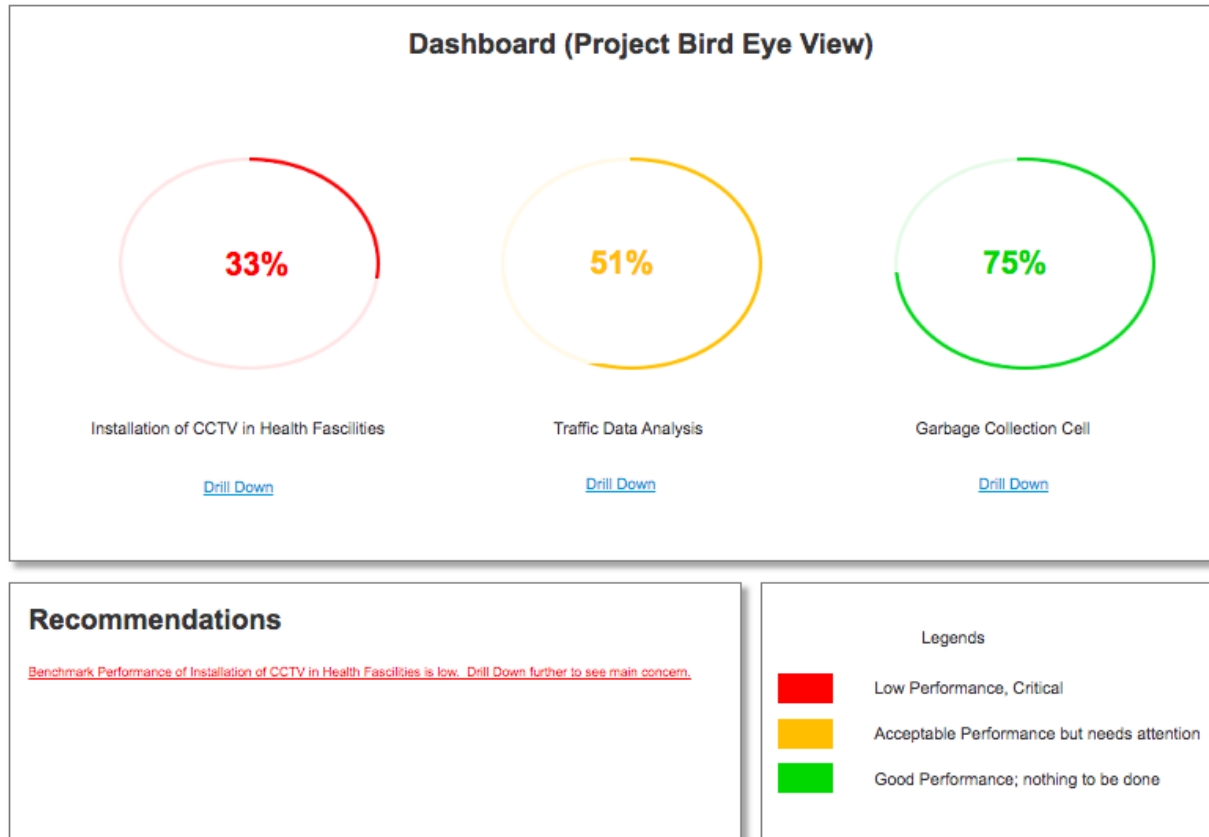 Dashboard (Project Bird Eye View)
33%
51%
75%
Installation of CCTV in Health Fascilities
Traffic Data Analysis
Garbage Collection Cell
Drill Down
Drill Down
Drill Down
Recommendations
Benchmark Performance of Installation of CCTV in Health Fascilities is low. Drill Down further to see main concern.
Legends
Low Performance, Critical
Acceptable Performance but needs attention
Good Performance; nothing to be done